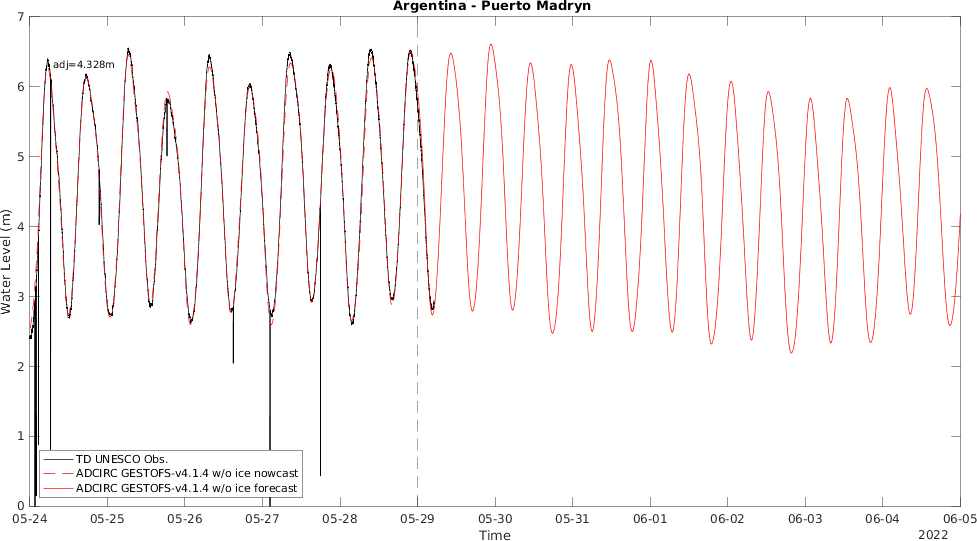 Argentina - Puerto Madryn
7
6
5
4
3
2
1
0
Water Level (m)
adj=4.328m
TD UNESCO Obs.
ADCIRC GESTOFS-v4.1.4 w/o ice nowcast
ADCIRC GESTOFS-v4.1.4 w/o ice forecast
05-24 05-25 05-26 05-27 05-28 05-29 05-30 05-31 06-01 06-02 06-03 06-04 06-05
Time
2022